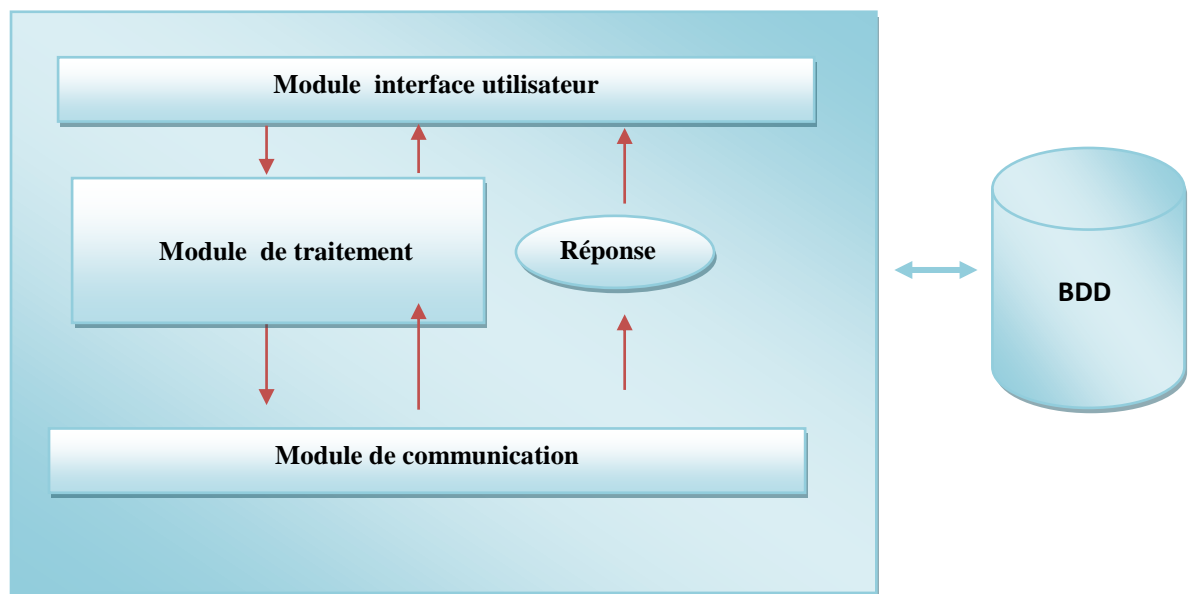 Module interface utilisateur
Module de traitement
Réponse
BDD
Module de communication